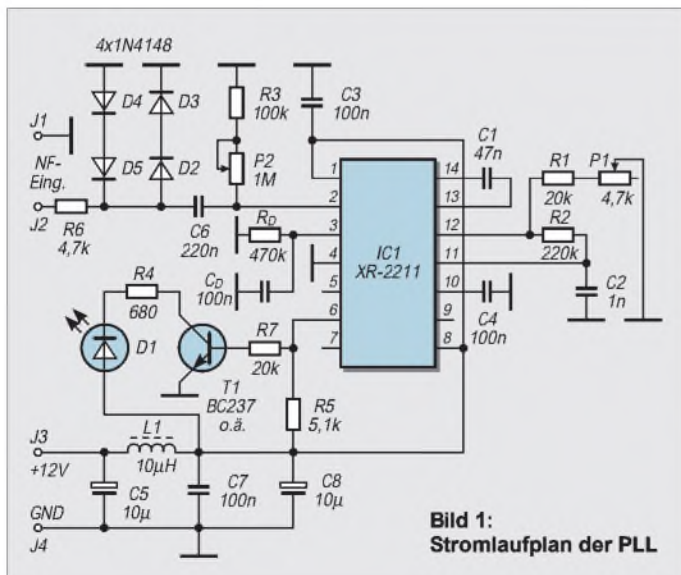 4x1N4148
D4
D3
D5
D2
J1
NF-
Eing.
J2
R6
4,7k
R3
100k
P2
1M
C3
100n
C6
220n
RD
470k
CD
100n
1
2
3
4
5
6
7
IC1
XR-2211
14
13
12
11
10
9
8
C1
47n
R1
20k
P1
4,7k
R2
220k
C2
1n
C4
100n
R4
680
D1
T1
BC237
o.ä.
R7
20k
R5
5,1k
J3
+12V
L1
10µH
C5
10µ
C7
100n
C8
10µ
GND
J4
Bild 1:
Stromlaufplan der PLL